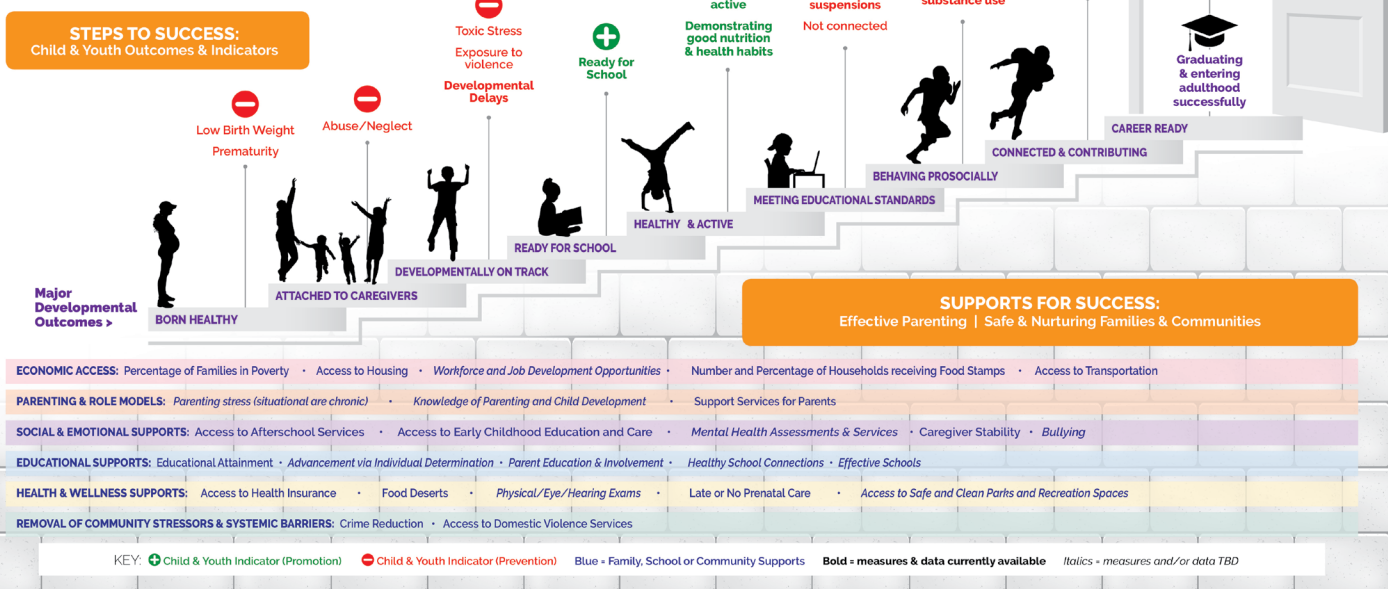 STEPS TO SUCCESS:
Child & Youth Outcomes & Indicators
Low Birth Weight
Prematurity
Abuse/Neglect
Toxic Stress
Exposure to
violence
Developmental
Delays
Ready for
School
active
Demonstrating
good nutrition
& health habits
suspensions
Not connected
substance use
Graduating
& entering
adulthood
successfully
CAREER READY
CONNECTED & CONTRIBUTING
BEHAVING PROSOCIALLY
MEETING EDUCATIONAL STANDARDS
HEALTHY & ACTIVE
READY FOR SCHOOL
DEVELOPMENTALLY ON TRACK
ATTACHED TO CAREGIVERS
BORN HEALTHY
Major
Developmental
Outcomes >
SUPPORTS FOR SUCCESS:
Effective Parenting | Safe & Nurturing Families & Communities
ECONOMIC ACCESS: Percentage of Families in Poverty • Access to Housing • Workforce and Job Development Opportunities • Number and Percentage of Households receiving Food Stamps • Access to Transportation
PARENTING & ROLE MODELS: Parenting stress (situational are chronic) • Knowledge of Parenting and Child Development • Support Services for Parents
SOCIAL & EMOTIONAL SUPPORTS: Access to Afterschool Services • Access to Early Childhood Education and Care • Mental Health Assessments & Services • Caregiver Stability • Bullying
EDUCATIONAL SUPPORTS: Educational Attainment • Advancement via Individual Determination • Parent Education & Involvement • Healthy School Connections • Effective Schools
HEALTH & WELLNESS SUPPORTS: Access to Health Insurance • Food Deserts • Physical/Eye/Hearing Exams • Late or No Prenatal Care • Access to Safe and Clean Parks and Recreation Spaces
REMOVAL OF COMMUNITY STRESSORS & SYSTEMIC BARRIERS: Crime Reduction • Access to Domestic Violence Services
KEY: Child & Youth Indicator (Promotion) Child & Youth Indicator (Prevention) Blue = Family, School or Community Supports Bold = measures & data currently available Italics = measures and/or data TBD